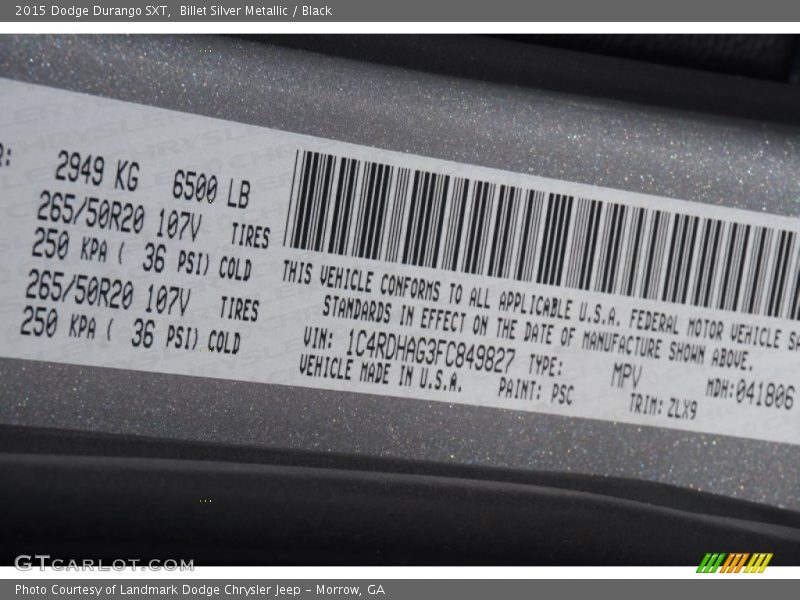 2015 Dodge Durango SXT,  Billet Silver Metallic / Black
R:
2949 KG 6500 LB
265/50R20 107V TIRES
250 KPA ( 36 PSI) COLD
265/50R20 107V TIRES
250 KPA ( 36 PSI) COLD
THIS VEHICLE CONFORMS TO ALL APPLICABLE U.S.A. FEDERAL MOTOR VEHICLE SA
STANDARDS IN EFFECT ON THE DATE OF MANUFACTURE SHOWN ABOVE.
VIN: 1C4RDHAG3FC849827 TYPE: MPV MDH:041806
VEHICLE MADE IN U.S.A. PAINT: PSC TRIM: ZLX9
GTCARLOT.COM
Photo Courtesy of Landmark Dodge Chrysler Jeep – Morrow, GA